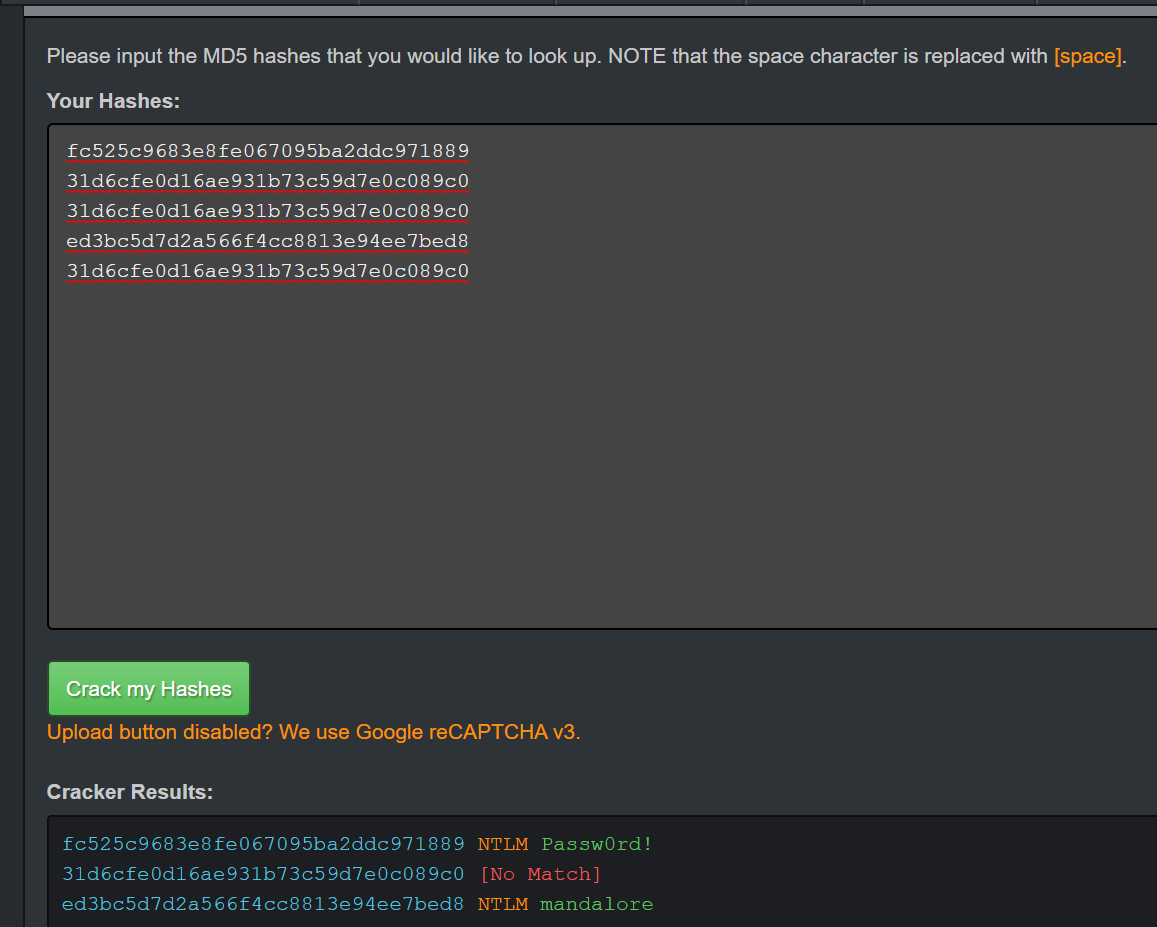 Please input the MD5 hashes that you would like to look up. NOTE that the space character is replaced with [space].
Your Hashes:
fc525c9683e8fe067095ba2ddc971889
31d6cfe0d16ae931b73c59d7e0c089c0
31d6cfe0d16ae931b73c59d7e0c089c0
ed3bc5d7d2a566f4cc8813e94ee7bed8
31d6cfe0d16ae931b73c59d7e0c089c0
Crack my Hashes
Upload button disabled? We use Google reCAPTCHA v3.
Cracker Results:
fc525c9683e8fe067095ba2ddc971889 NTLM Passw0rd!
31d6cfe0d16ae931b73c59d7e0c089c0 [No Match]
ed3bc5d7d2a566f4cc8813e94ee7bed8 NTLM mandalore